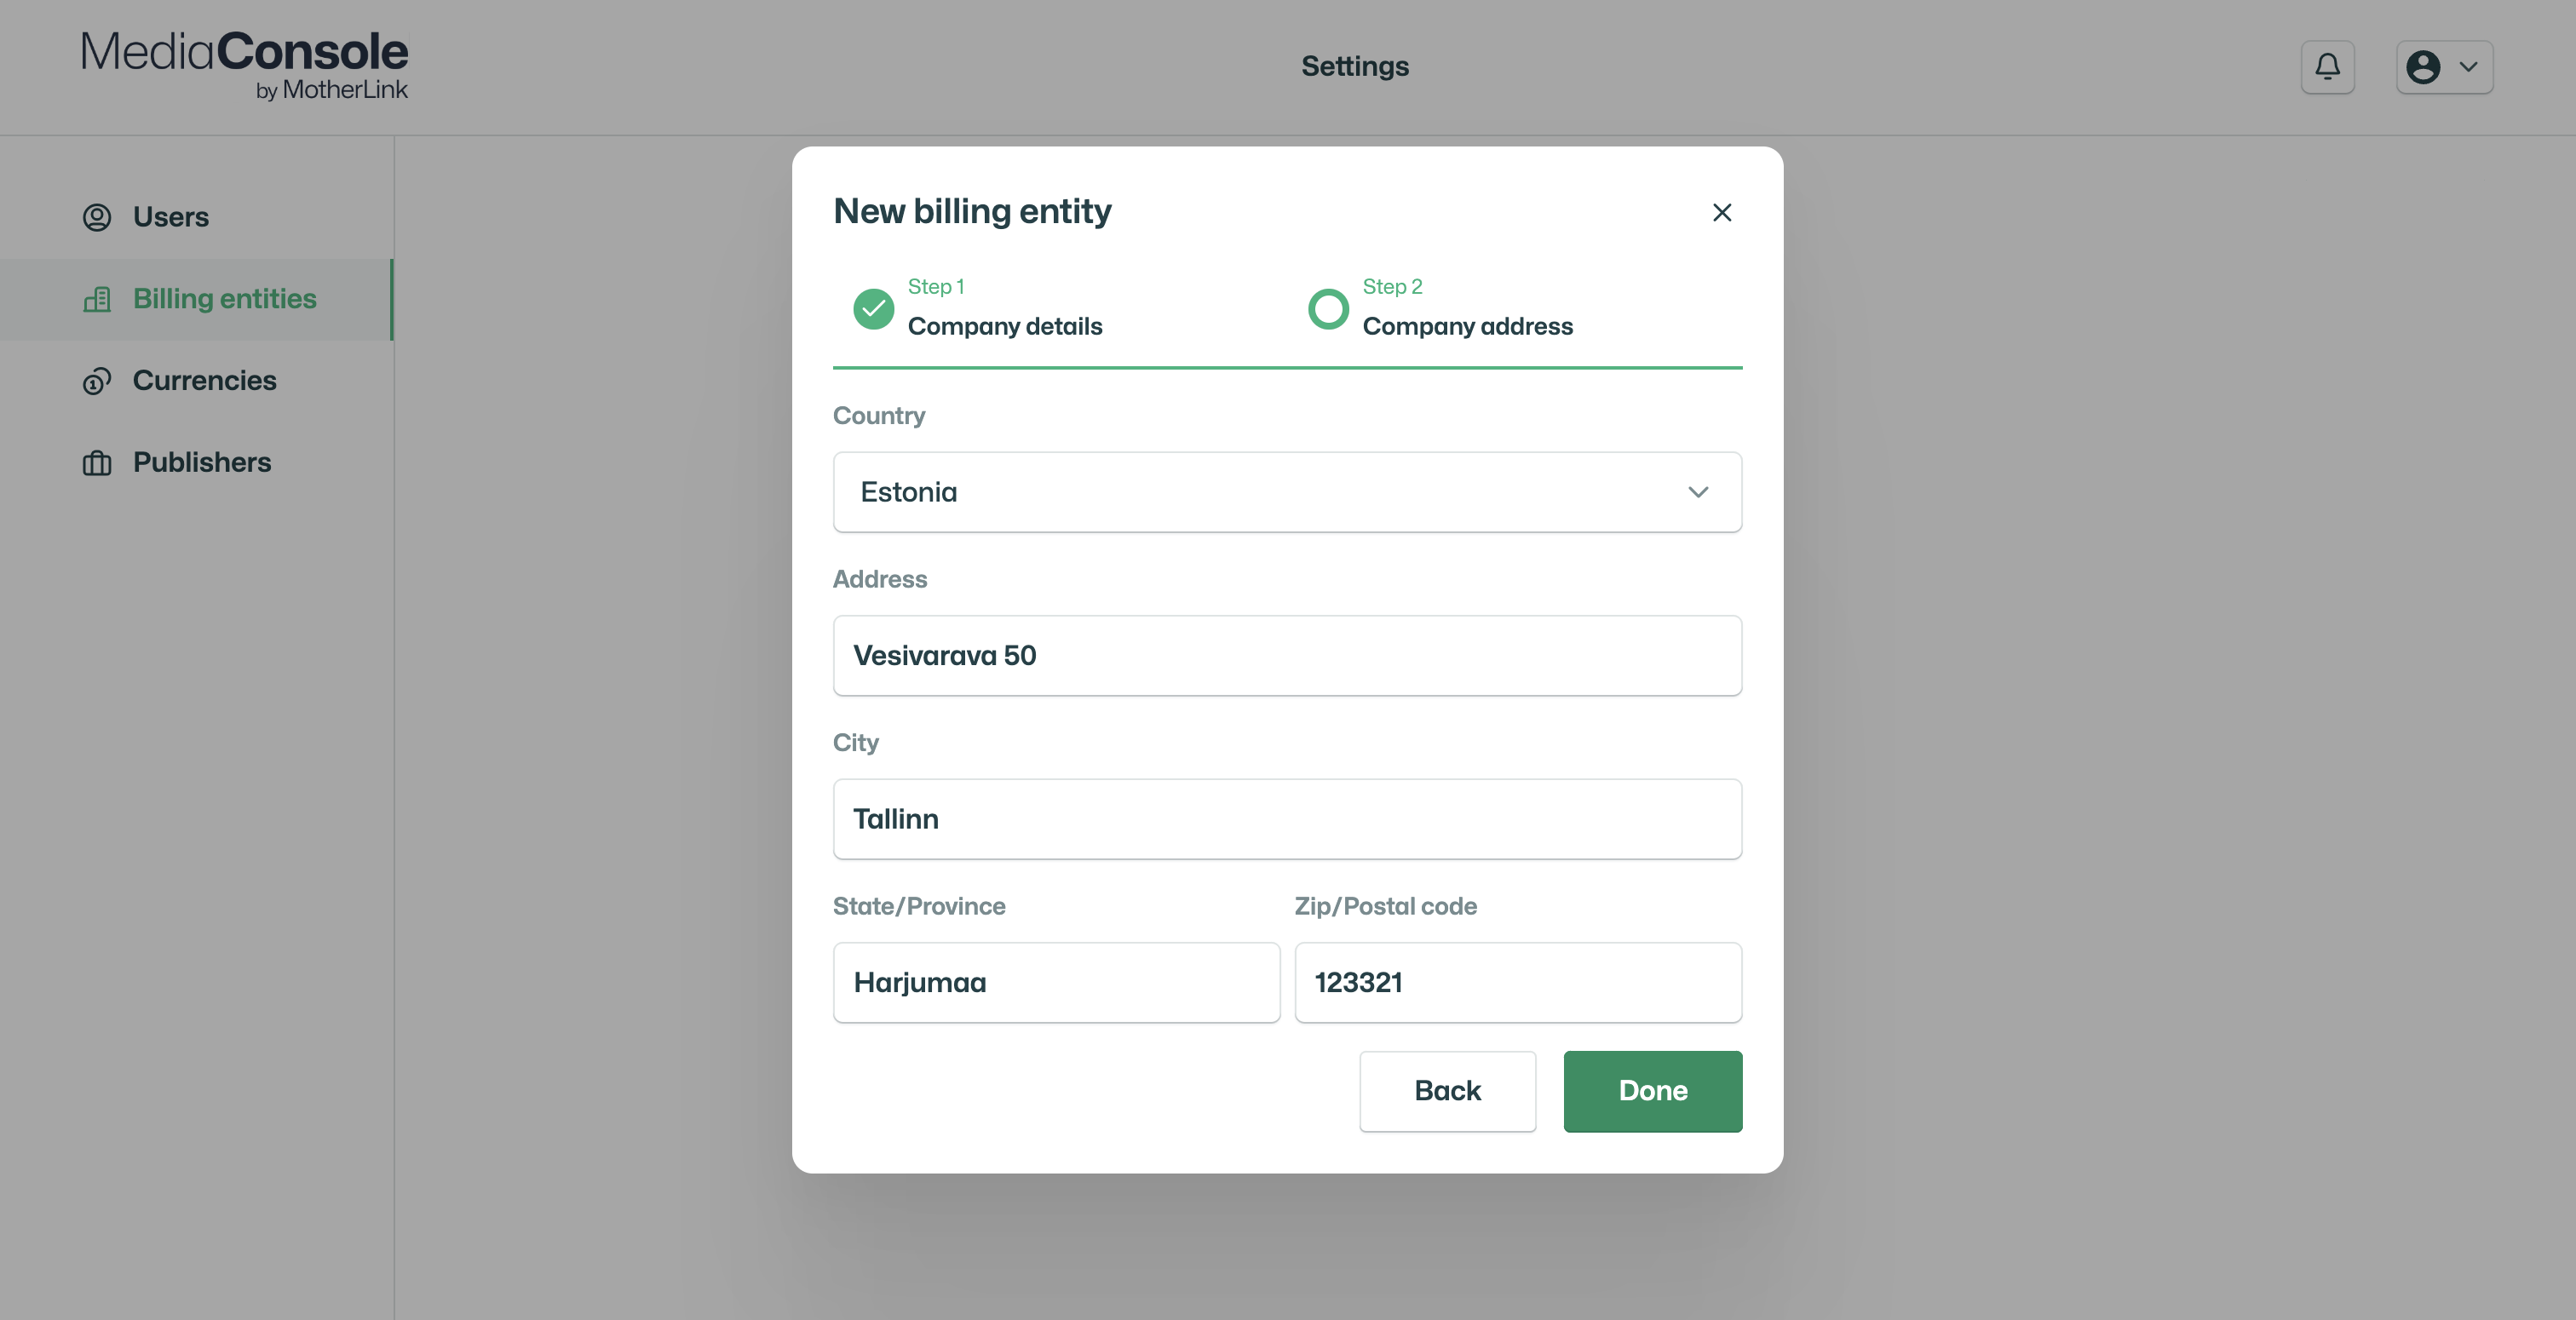 MediaConsole
by MotherLink
Settings
Users
Billing entities
Currencies
Publishers
New billing entity
Step 1
Company details
Step 2
Company address
Country
Estonia
Address
Vesivarava 50
City
Tallinn
State/Province
Zip/Postal code
Harjumaa
123321
Back
Done